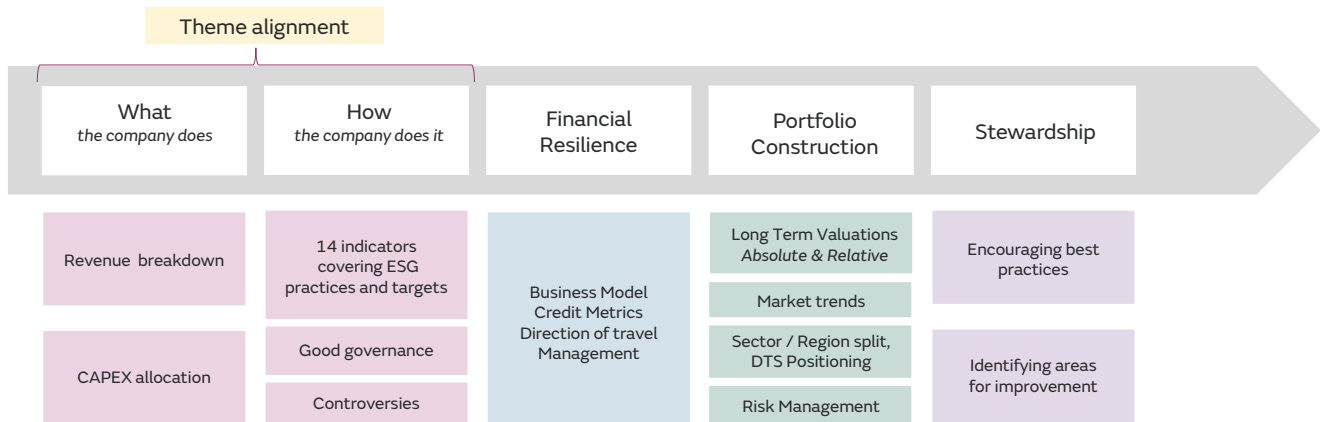 Theme alignment
What
the company does
How
the company does it
Financial
Resilience
Portfolio
Construction
Stewardship
Revenue breakdown
CAPEX allocation
14 indicators
covering ESG
practices and targets
Good governance
Controversies
Business Model
Credit Metrics
Direction of travel
Management
Long Term Valuations
Absolute & Relative
Market trends
Sector / Region split,
DTS Positioning
Risk Management
Encouraging best
practices
Identifying areas
for improvement